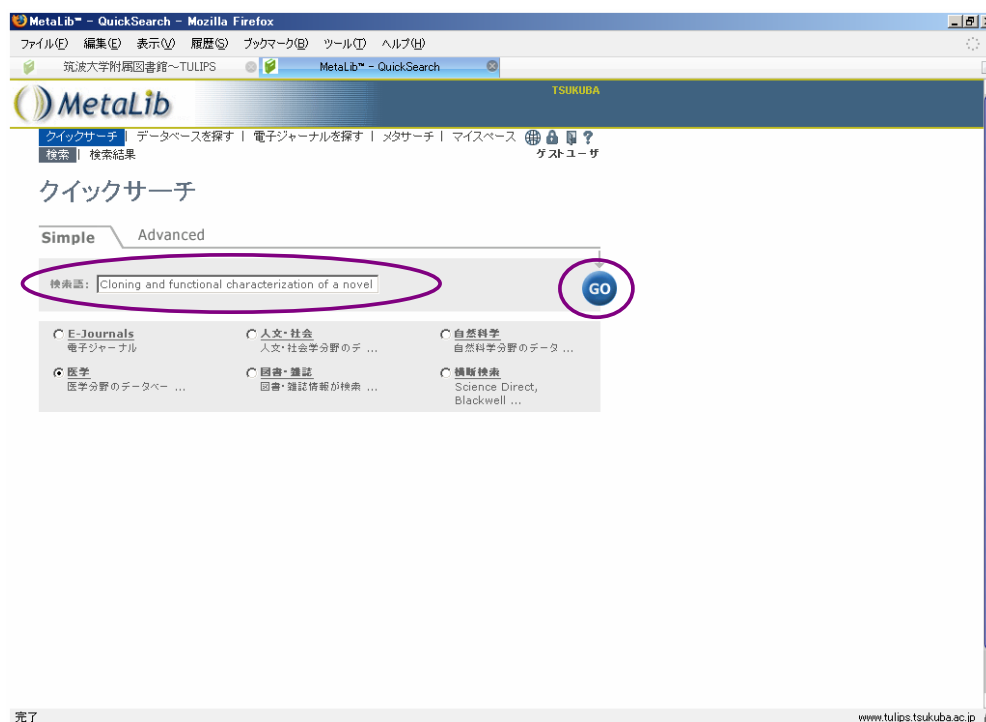 MetaLib™ - QuickSearch - Mozilla Firefox
ファイル(F) 編集(E) 表示(V) 履歴(S) ブックマーク(B) ツール(T) ヘルプ(H)
筑波大学附属図書館～TULIPS MetaLib™ - QuickSearch
MetaLib
TSUKUBA
クイックサーチ | データベースを探す | 電子ジャーナルを探す | メタサーチ | マイスペース ?
検索 | 検索結果 ゲストユーザ
クイックサーチ
Simple Advanced
検索語: Cloning and functional characterization of a novel GO
E-Journals 人文・社会 自然科学
電子ジャーナル 人文・社会学分野のデ ... 自然科学分野のデータ ...
医学 図書・雑誌 横断検索
医学分野のデータベー ... 図書・雑誌情報が検索 ... Science Direct,
Blackwell ...
完了 www.tulips.tsukuba.ac.jp